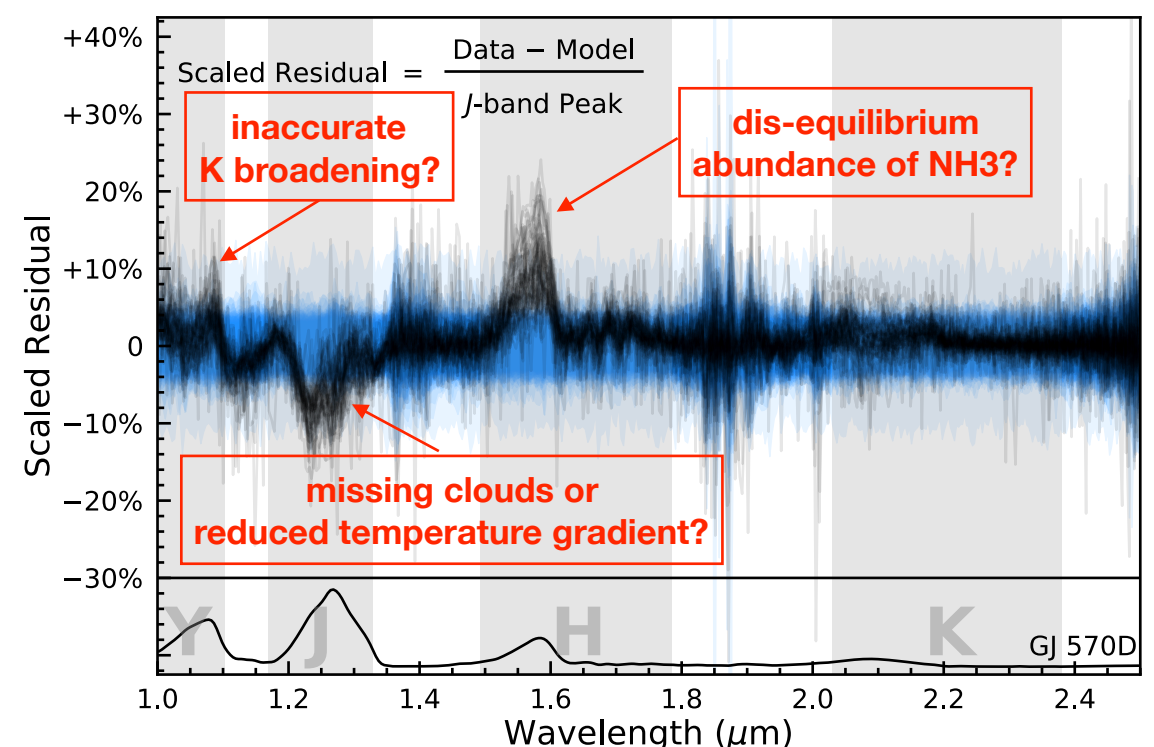 +40%
+30%
20%
+10%
0
−10%
−20%
−30%
Scaled Residual
Scaled Residual = Data − Model
J-band Peak
inaccurate
K broadening?
dis-equilibrium
abundance of NH3?
missing clouds or
reduced temperature gradient?
Y
J
H
K
GJ 570D
1.0
1.2
1.4
1.6
1.8
2.0
2.2
2.4
Wavelength (μm)